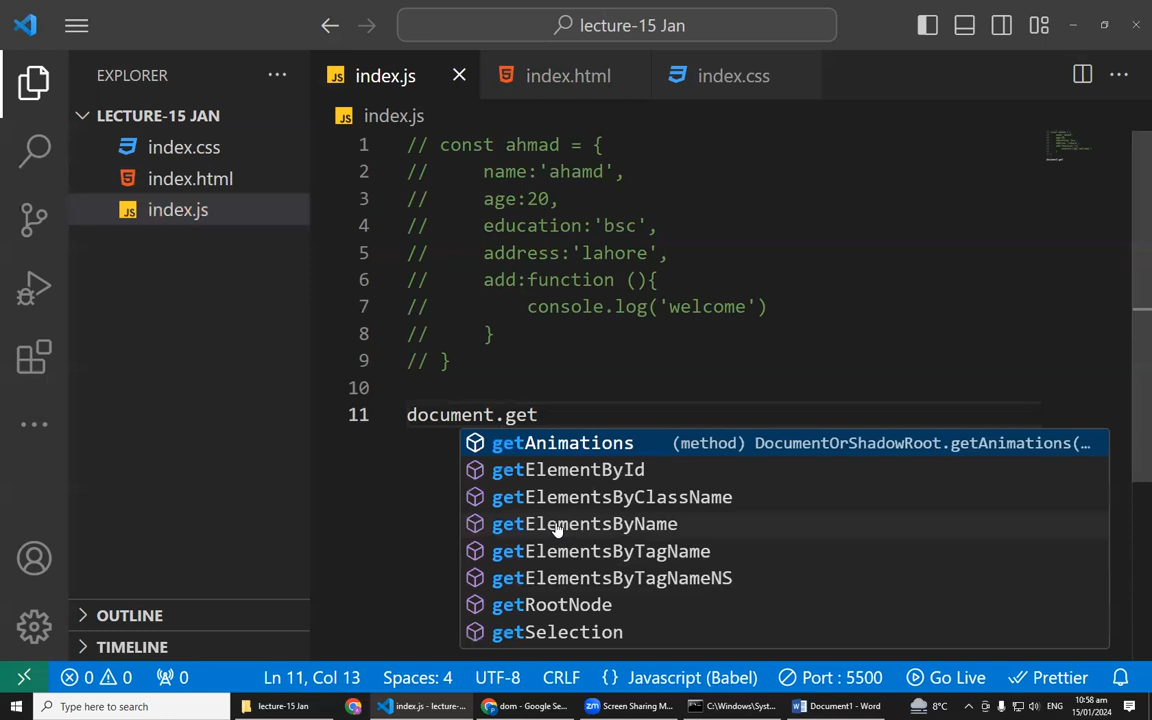 lecture-15 Jan
EXPLORER
LECTURE-15 JAN
index.css
index.html
index.js
OUTLINE
TIMELINE
index.js
index.html
index.css
index.js
1 // const ahmad = {
2 //     name:'ahamd',
3 //     age:20,
4 //     education:'bsc',
5 //     address:'lahore',
6 //     add:function (){
7 //         console.log('welcome')
8 //     }
9 // }
10
11 document.get
getAnimations (method) DocumentOrShadowRoot.getAnimations(…
getElementById
getElementsByClassName
getElementsByName
getElementsByTagName
getElementsByTagNameNS
getRootNode
getSelection
0 0 0 Ln 11, Col 13 Spaces: 4 UTF-8 CRLF {} Javascript (Babel) Port : 5500 Go Live Prettier
Type here to search lecture-15 Jan index.js - lecture-... dom - Google Se... Screen Sharing M... C:\Windows\Syst... Document1 - Word 8°C ENG 10:58 am
15/01/2024